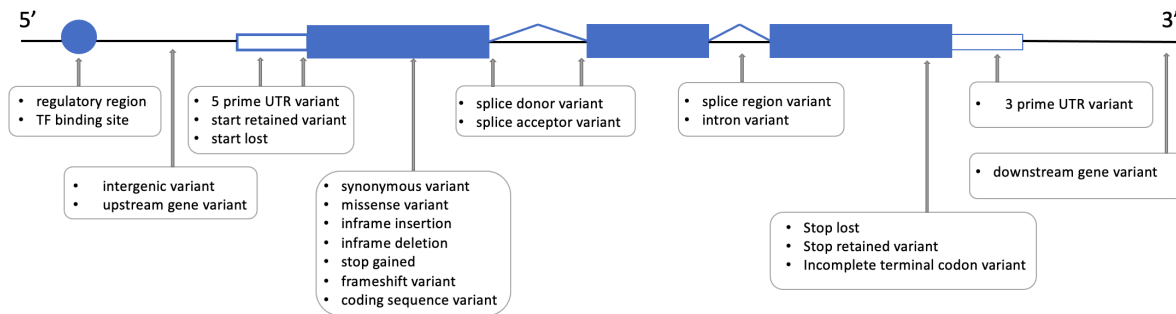 5’
3’
• regulatory region
• TF binding site
• 5 prime UTR variant
• start retained variant
• start lost
• splice donor variant
• splice acceptor variant
• splice region variant
• intron variant
• 3 prime UTR variant
• intergenic variant
• upstream gene variant
• synonymous variant
• missense variant
• inframe insertion
• inframe deletion
• stop gained
• frameshift variant
• coding sequence variant
• downstream gene variant
• Stop lost
• Stop retained variant
• Incomplete terminal codon variant